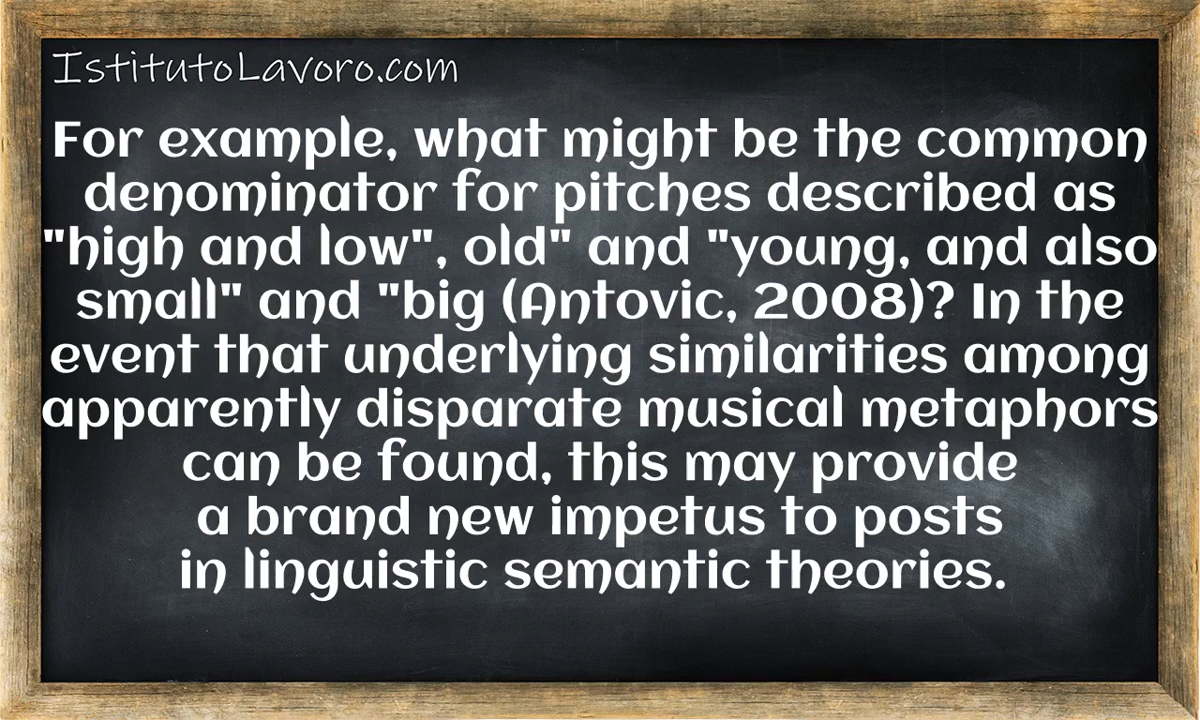 IstitutoLavoro.com
For example, what might be the common
denominator for pitches described as
"high and low", old" and "young, and also
small" and "big (Antovic, 2008)? In the
event that underlying similarities among
apparently disparate musical metaphors
can be found, this may provide
a brand new impetus to posts
in linguistic semantic theories.